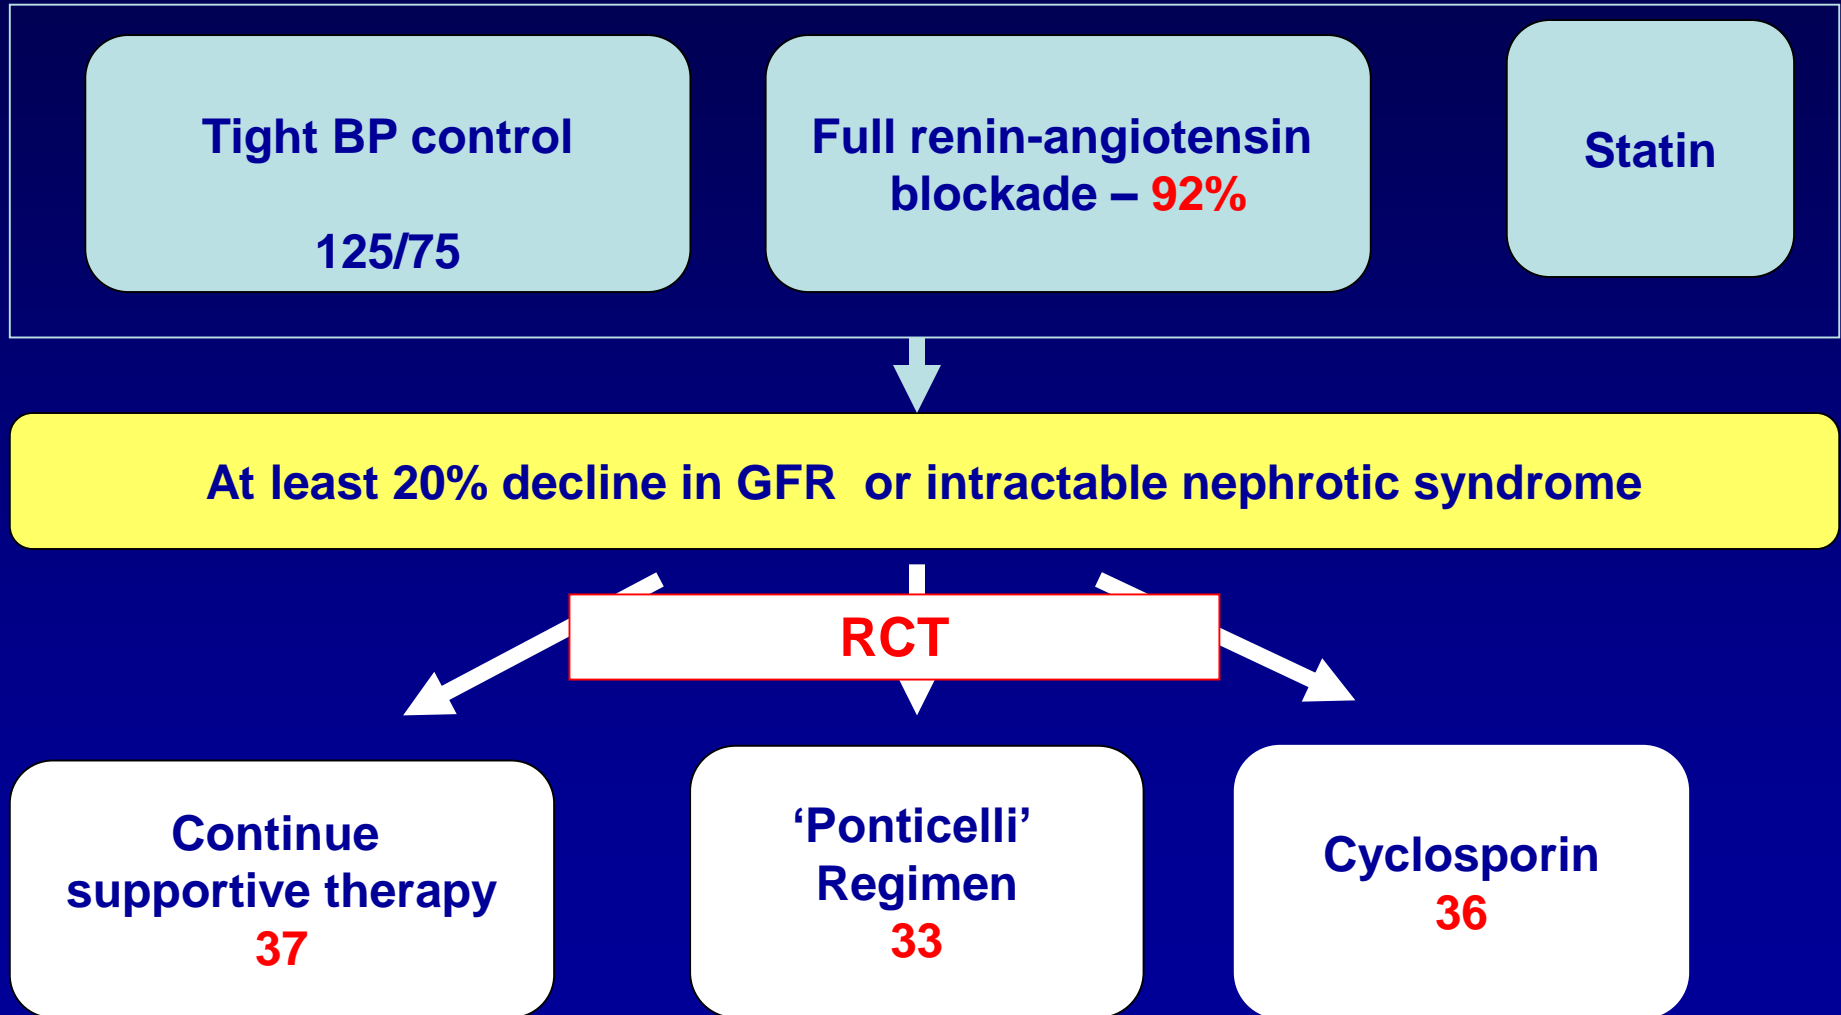 Tight BP control
125/75
Full renin-angiotensin
blockade – 92%
Statin
At least 20% decline in GFR  or intractable nephrotic syndrome
RCT
Continue
supportive therapy
37
‘Ponticelli’
Regimen
33
Cyclosporin
36